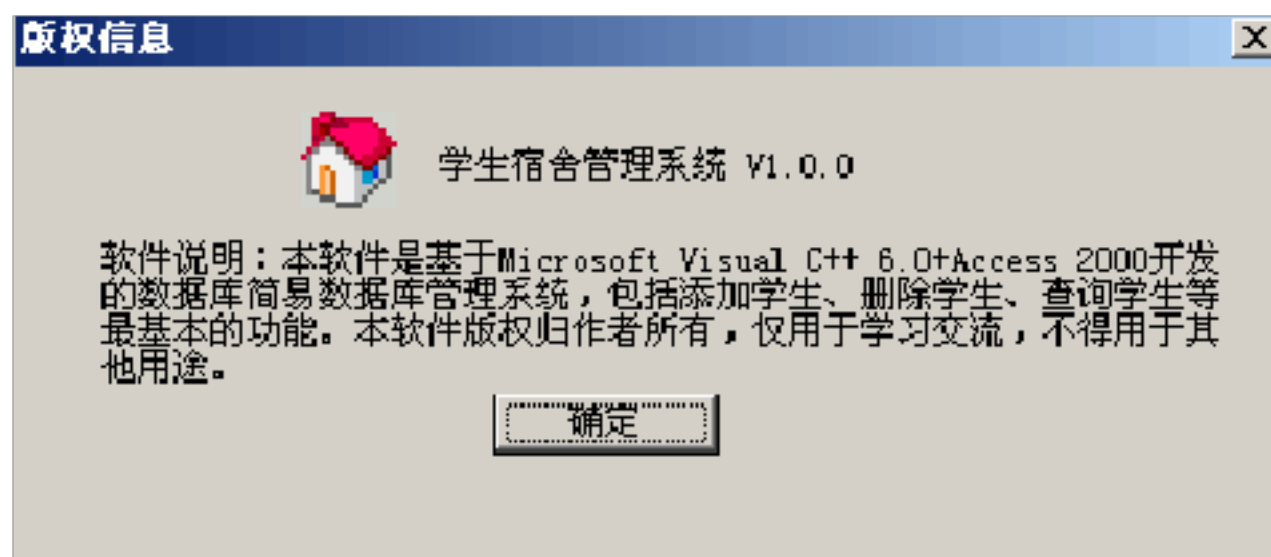 版权信息
学生宿舍管理系统 V1.0.0
软件说明：本软件是基于Microsoft Visual C++ 6.0+Access 2000开发
的数据库简易数据库管理系统，包括添加学生、删除学生、查询学生等
最基本的功能。本软件版权归作者所有，仅用于学习交流，不得用于其
他用途。
确定